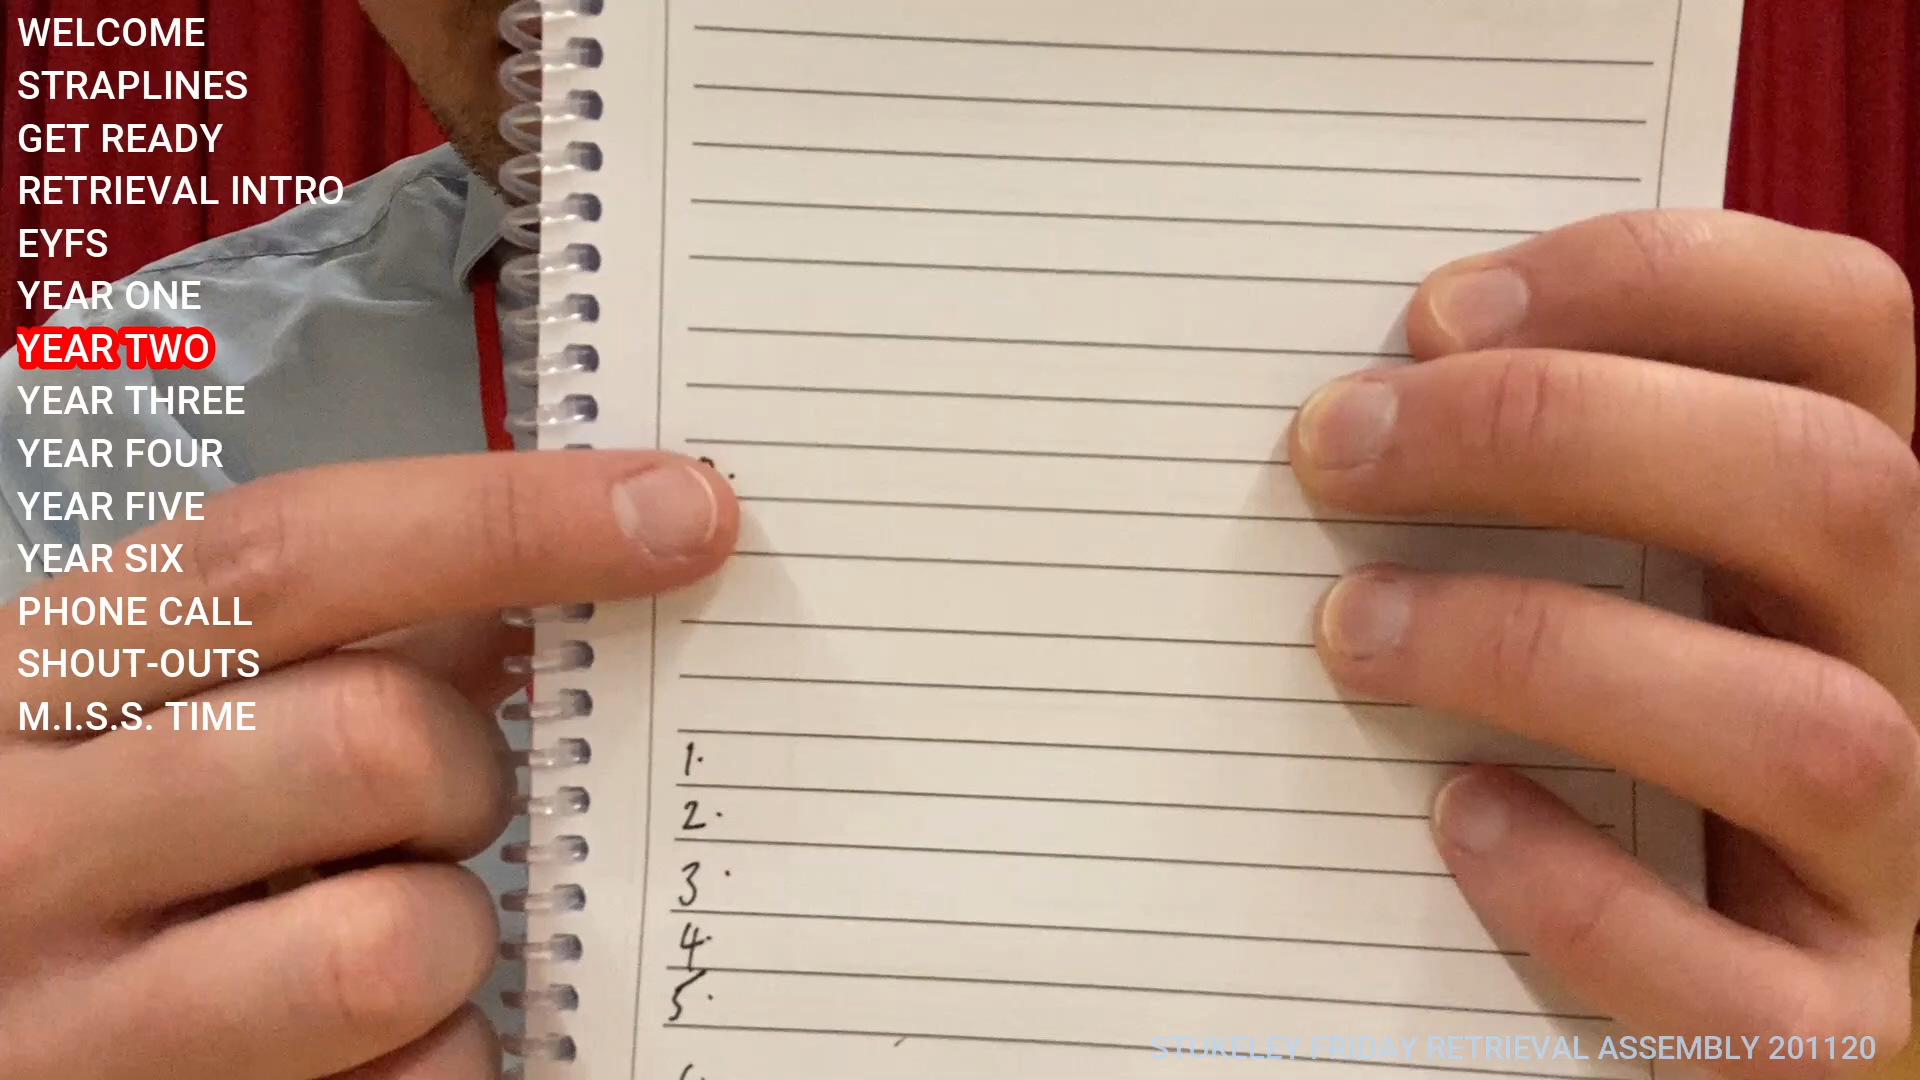 WELCOME
STRAPLINES
GET READY
RETRIEVAL INTRO
EYFS
YEAR ONE
YEAR TWO
YEAR THREE
YEAR FOUR
YEAR FIVE
YEAR SIX
PHONE CALL
SHOUT-OUTS
M.I.S.S. TIME
1.
2.
3.
4.
5.
STUKELEY FRIDAY RETRIEVAL ASSEMBLY 201120